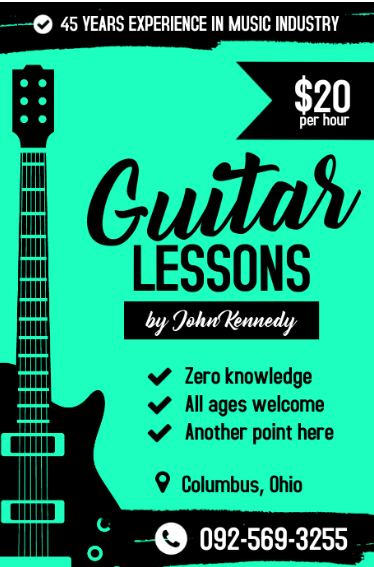 45 YEARS EXPERIENCE IN MUSIC INDUSTRY
$20
per hour
Guitar
LESSONS
by John Kennedy
Zero knowledge
All ages welcome
Another point here
Columbus, Ohio
092-569-3255